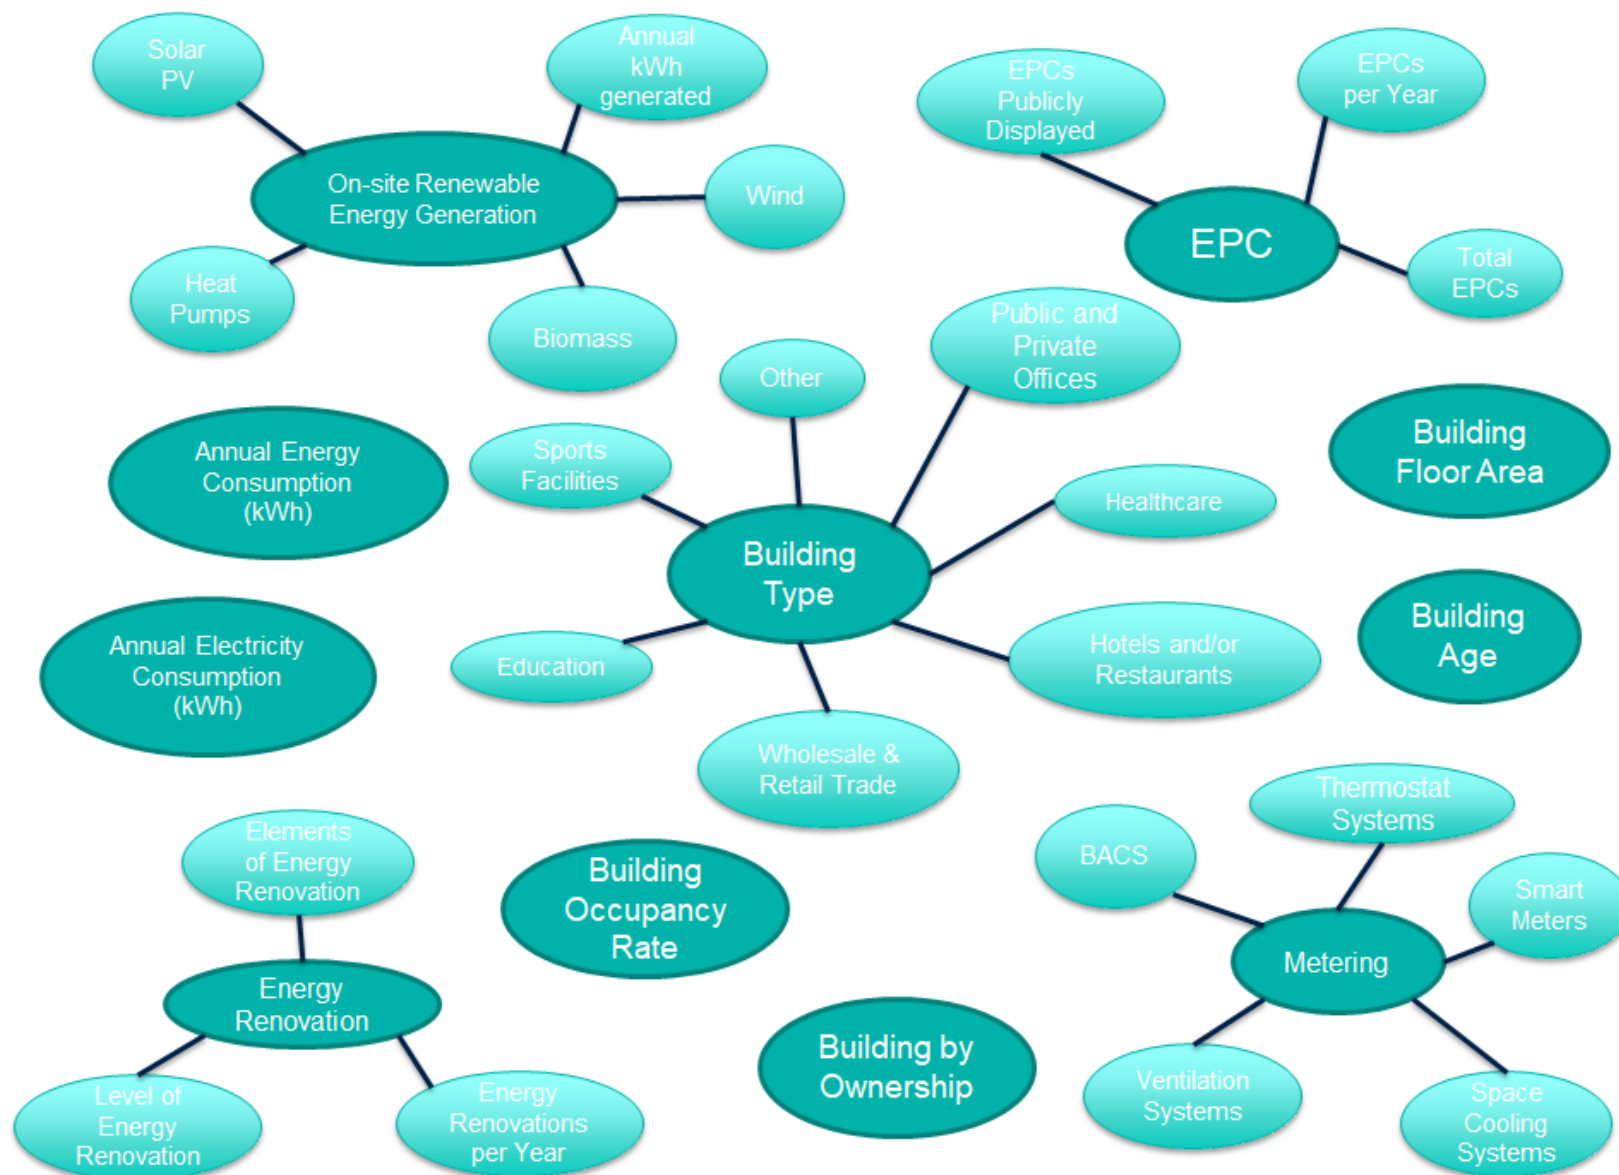 Solar
PV
Annual
kWh
generated
On-site Renewable
Energy Generation
Wind
Heat
Pumps
Biomass
EPCs
Publicly
Displayed
EPCs
per Year
EPC
Total
EPCs
Other
Public and
Private
Offices
Sports
Facilities
Healthcare
Building
Type
Education
Hotels and/or
Restaurants
Wholesale &
Retail Trade
Annual Energy
Consumption
(kWh)
Annual Electricity
Consumption
(kWh)
Building
Floor Area
Building
Age
Elements
of Energy
Renovation
Energy
Renovation
Level of
Energy
Renovation
Energy
Renovations
per Year
Building
Occupancy
Rate
Building by
Ownership
BACS
Thermostat
Systems
Smart
Meters
Metering
Ventilation
Systems
Space
Cooling
Systems